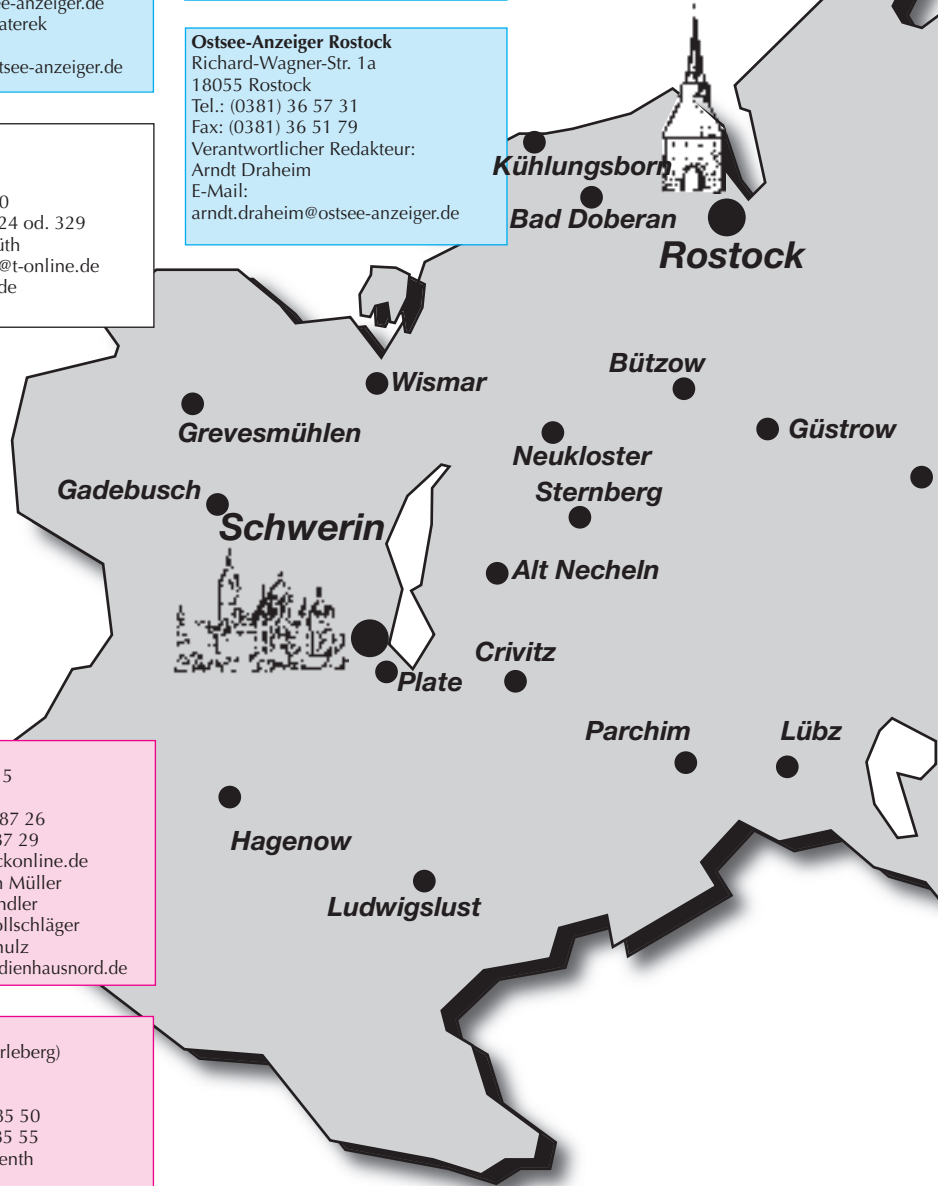 ee-anzeiger.de
aterek
tsee-anzeiger.de
Ostsee-Anzeiger Rostock
Richard-Wagner-Str. 1a
18055 Rostock
Tel.: (0381) 36 57 31
Fax: (0381) 36 51 79
Verantwortlicher Redakteur:
Arndt Draheim
E-Mail:
arndt.draheim@ostsee-anzeiger.de
0
24 od. 329
üth
@t-online.de
de
Kühlungsborn
Bad Doberan
Rostock
Bützow
Wismar
Güstrow
Grevesmühlen
Neukloster
Gadebusch
Sternberg
Schwerin
Alt Necheln
Crivitz
Plate
Parchim
Lübz
Hagenow
Ludwigslust
5
87 26
87 29
ckonline.de
n Müller
ndler
ollschläger
hulz
dienhausnord.de
rleberg)
85 50
85 55
enth